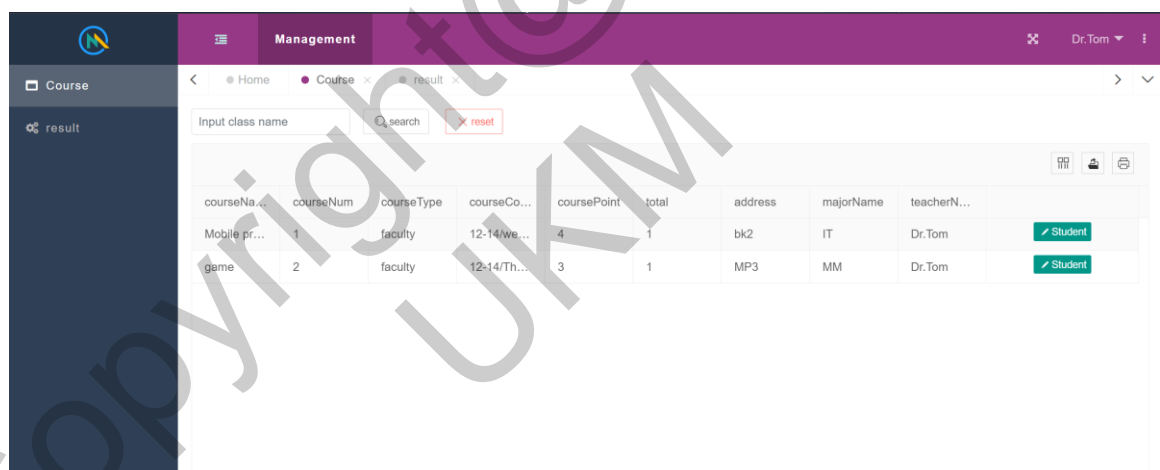 Management Dr.Tom
Course
Home Course × result ×
result
Input class name search × reset
courseNa... courseNum courseType courseCo... coursePoint total address majorName teacherN...
Mobile pr... 1 faculty 12-14/we... 4 1 bk2 IT Dr.Tom Student
game 2 faculty 12-14/Th... 3 1 MP3 MM Dr.Tom Student
Copyright@
UKM